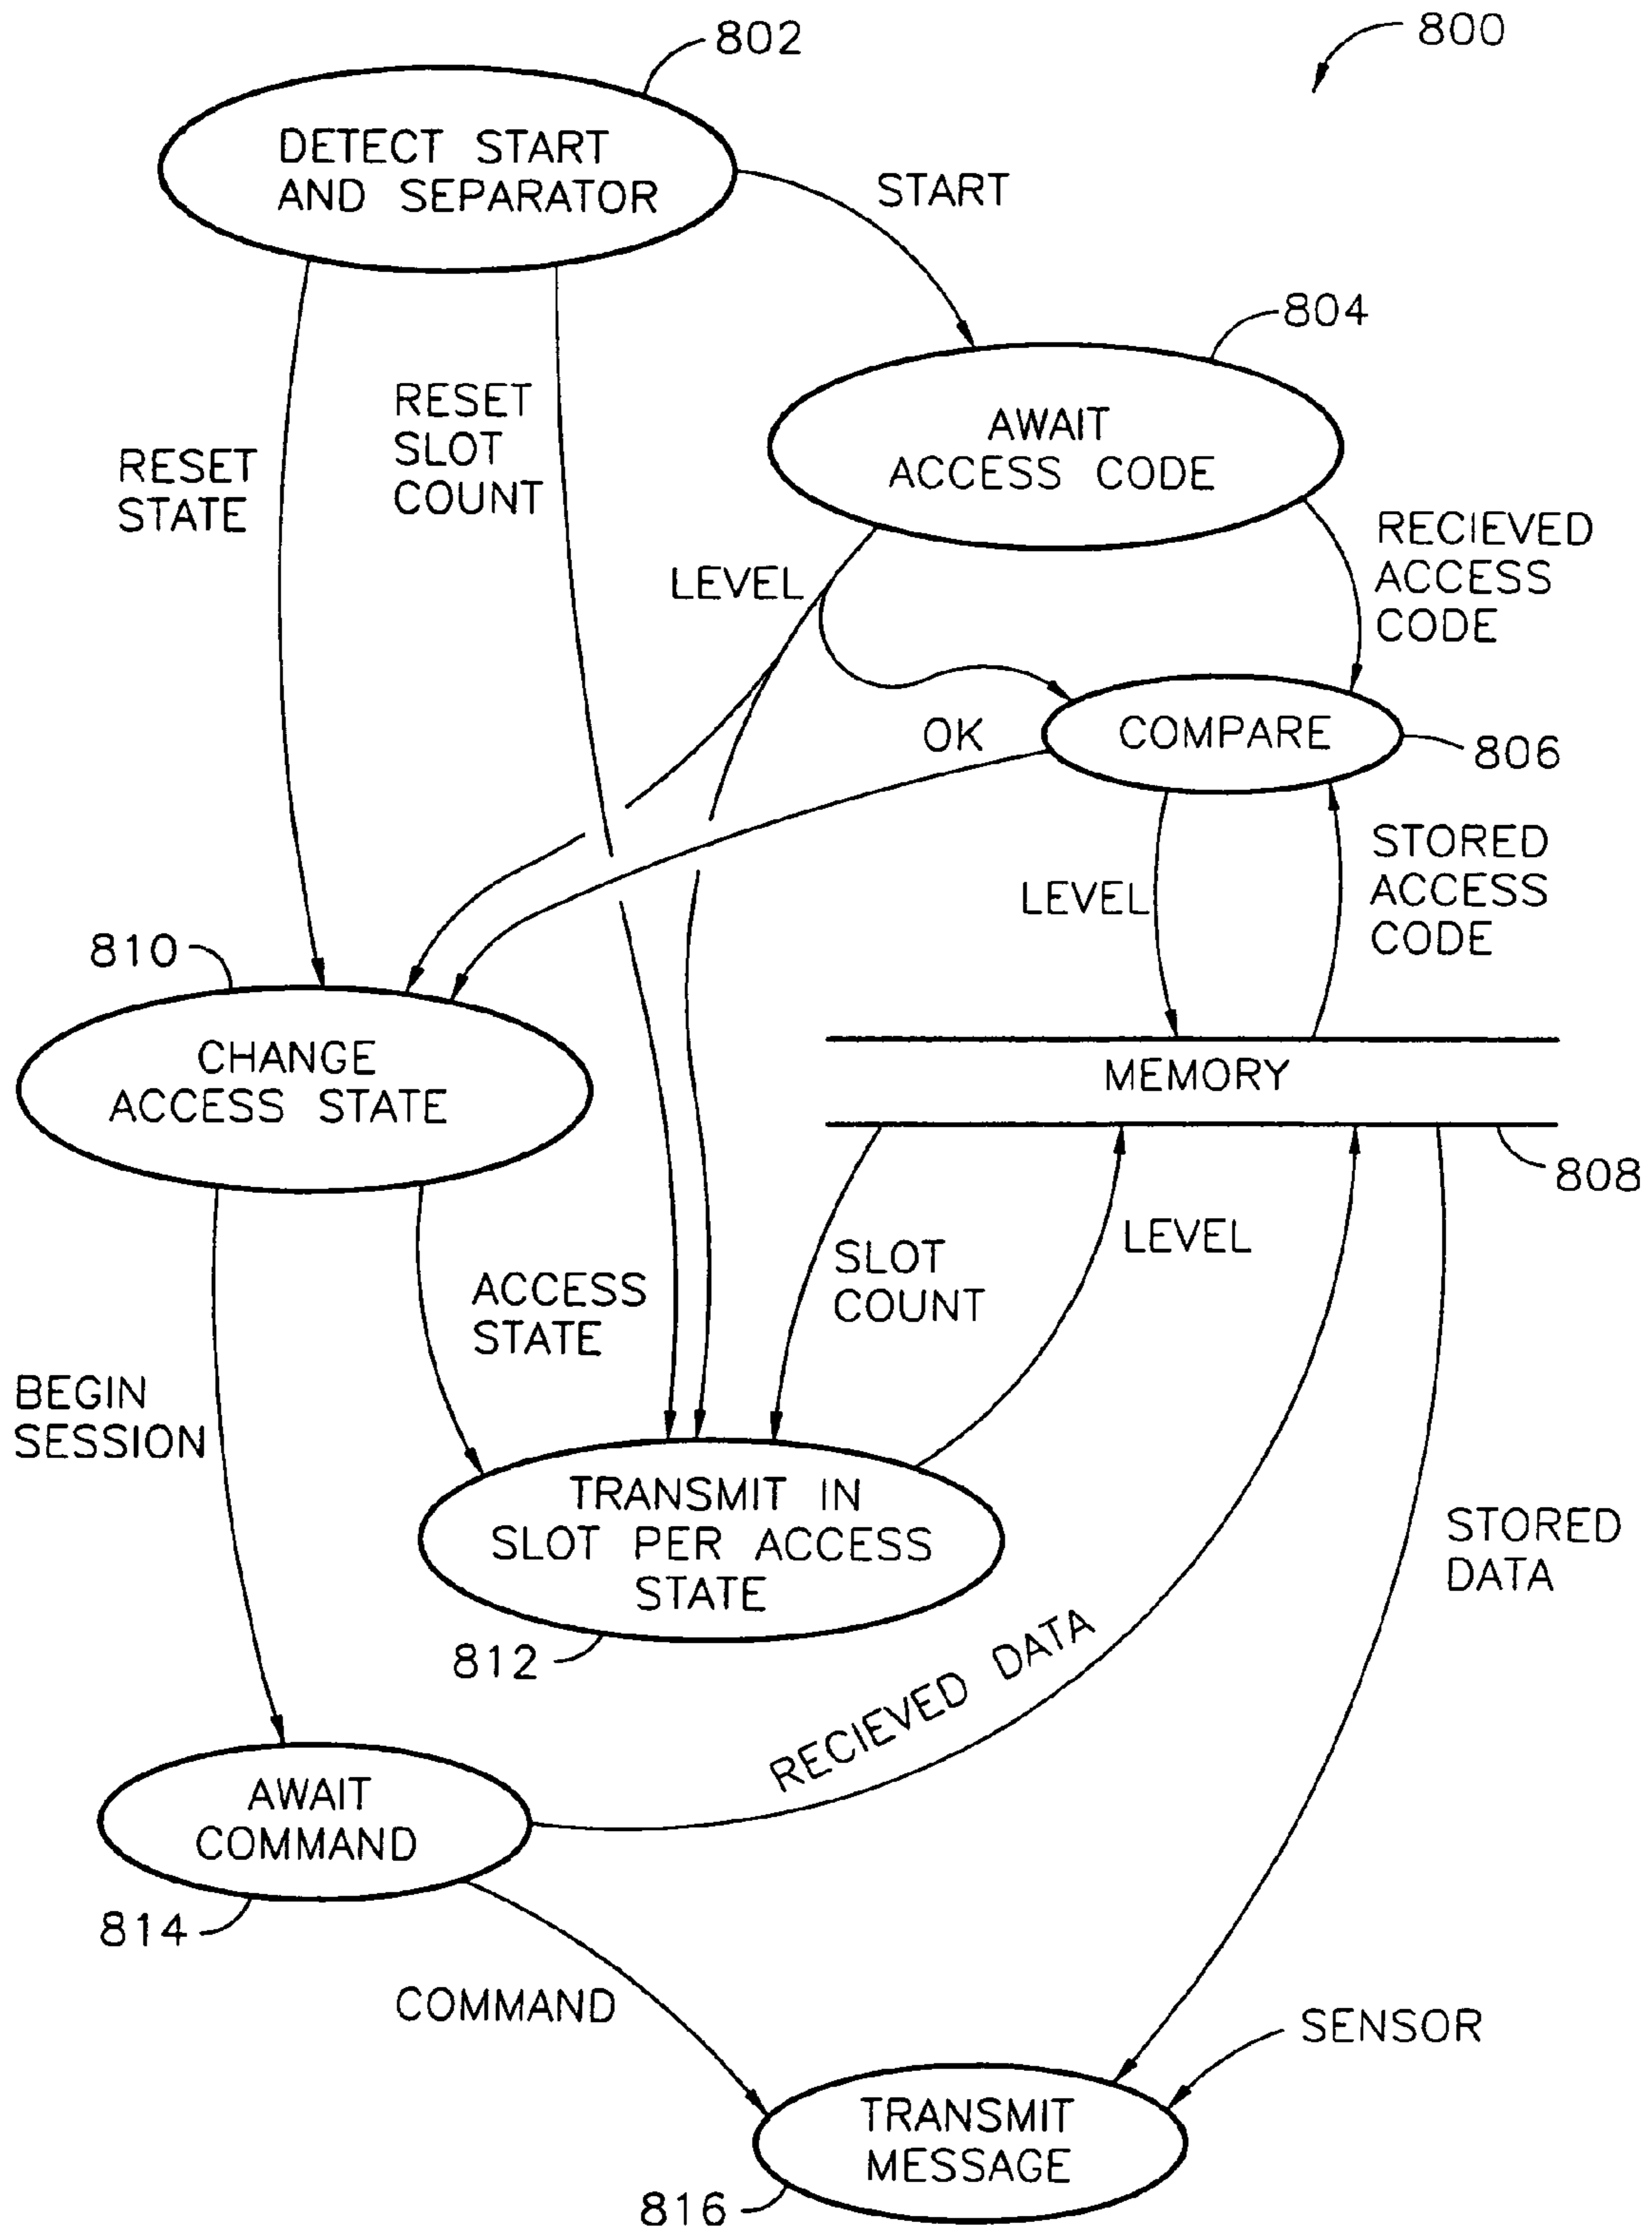 800
802
DETECT START
AND SEPARATOR
START
804
RESET
SLOT
COUNT
AWAIT
ACCESS CODE
RESET
STATE
RECIEVED
ACCESS
CODE
LEVEL
OK
COMPARE
806
STORED
ACCESS
CODE
LEVEL
810
CHANGE
ACCESS STATE
MEMORY
808
LEVEL
SLOT
COUNT
ACCESS
STATE
BEGIN
SESSION
TRANSMIT IN
SLOT PER ACCESS
STATE
STORED
DATA
812
RECIEVED DATA
AWAIT
COMMAND
814
COMMAND
SENSOR
TRANSMIT
MESSAGE
816